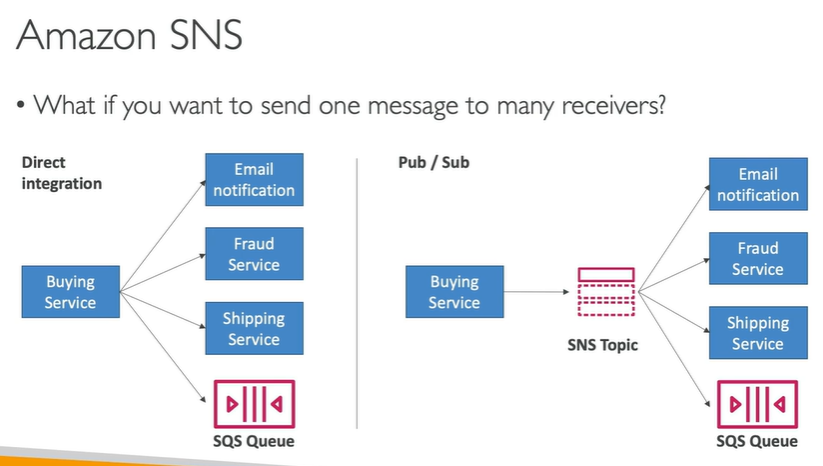 Amazon SNS
• What if you want to send one message to many receivers?
Direct
integration
Buying
Service
Email
notification
Fraud
Service
Shipping
Service
SQS Queue
Pub / Sub
Buying
Service
SNS Topic
Email
notification
Fraud
Service
Shipping
Service
SQS Queue